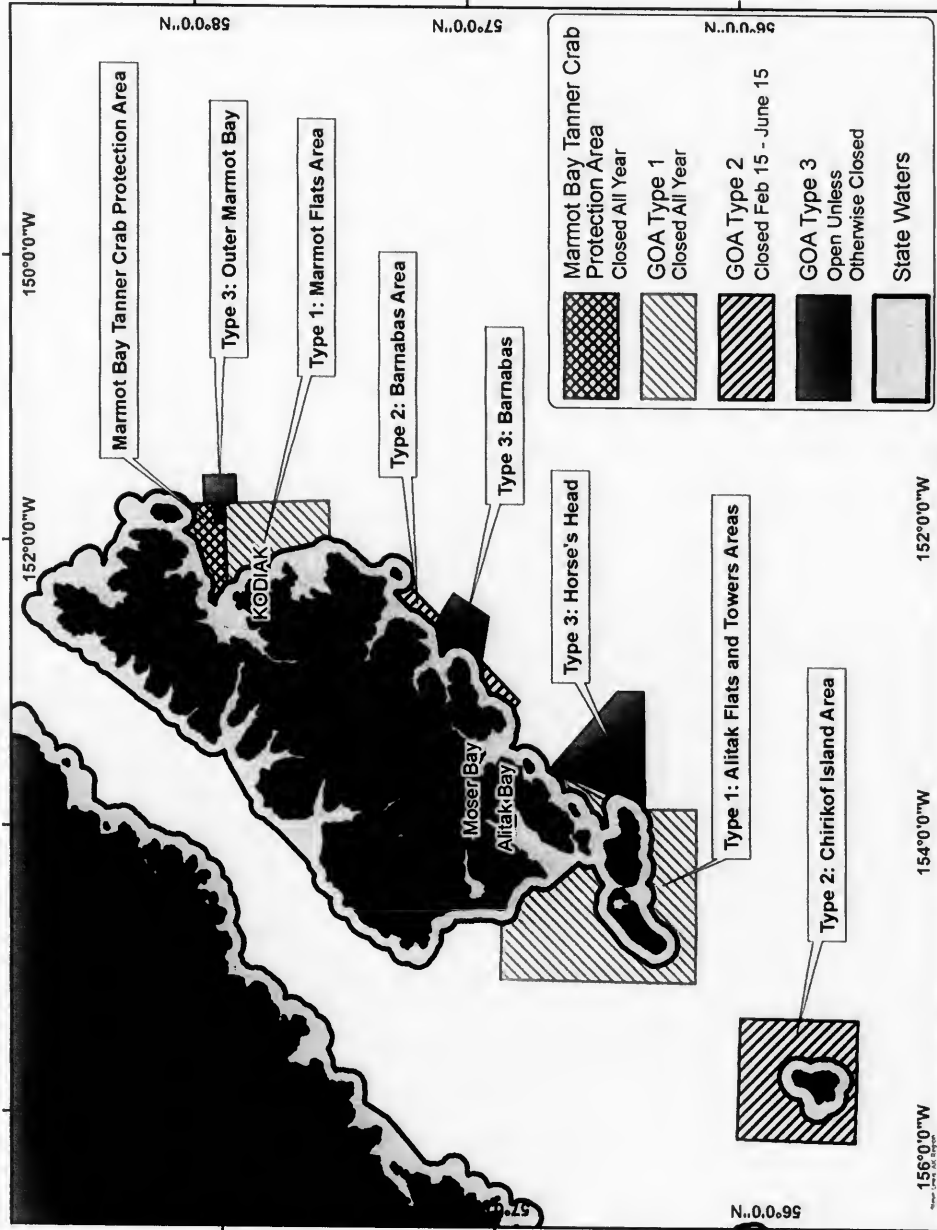 150°0'0"W
152°0'0"W
58°0'0"N
57°0'0"N
56°0'0"N
Marmot Bay Tanner Crab Protection Area
Type 3: Outer Marmot Bay
Type 1: Marmot Flats Area
Type 2: Barnabas Area
Type 3: Barnabas
Type 3: Horse's Head
Type 1: Alitak Flats and Towers Areas
Type 2: Chirikof Island Area
KODIAK
Moser Bay
Alitak Bay
Marmot Bay Tanner Crab
Protection Area
Closed All Year
GOA Type 1
Closed All Year
GOA Type 2
Closed Feb 15 - June 15
GOA Type 3
Open Unless
Otherwise Closed
State Waters
57°0'0"N
56°0'0"N
156°0'0"W
154°0'0"W
152°0'0"W